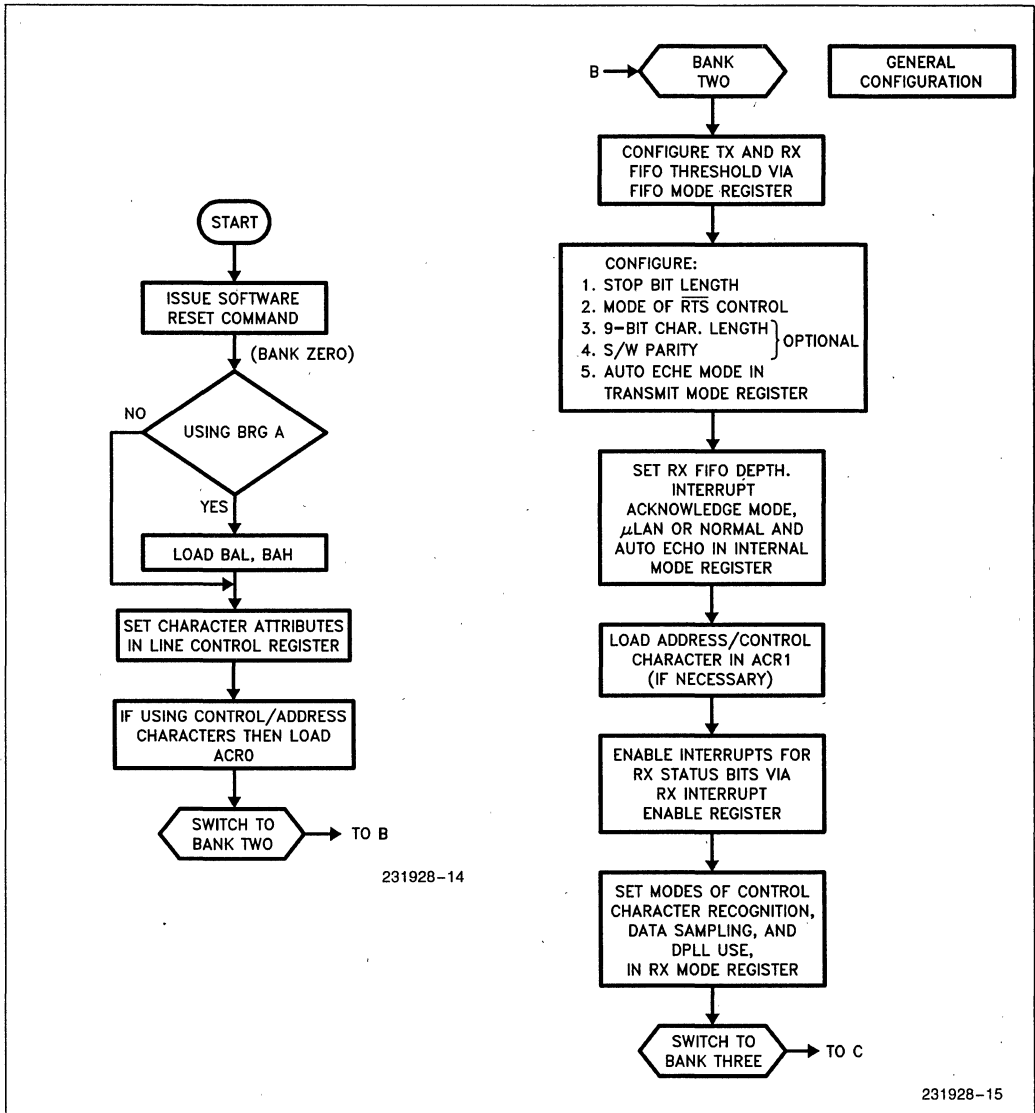 START
ISSUE SOFTWARE
RESET COMMAND
(BANK ZERO)
NO
USING BRG A
YES
LOAD BAL, BAH
SET CHARACTER ATTRIBUTES
IN LINE CONTROL REGISTER
IF USING CONTROL/ADDRESS
CHARACTERS THEN LOAD
ACR0
SWITCH TO
BANK TWO
TO B
231928-14
B
BANK
TWO
GENERAL
CONFIGURATION
CONFIGURE TX AND RX
FIFO THRESHOLD VIA
FIFO MODE REGISTER
CONFIGURE:
1. STOP BIT LENGTH
2. MODE OF RTS CONTROL
3. 9-BIT CHAR. LENGTH
4. S/W PARITY
OPTIONAL
5. AUTO ECHE MODE IN
TRANSMIT MODE REGISTER
SET RX FIFO DEPTH.
INTERRUPT
ACKNOWLEDGE MODE,
μLAN OR NORMAL AND
AUTO ECHO IN INTERNAL
MODE REGISTER
LOAD ADDRESS/CONTROL
CHARACTER IN ACR1
(IF NECESSARY)
ENABLE INTERRUPTS FOR
RX STATUS BITS VIA
RX INTERRUPT
ENABLE REGISTER
SET MODES OF CONTROL
CHARACTER RECOGNITION,
DATA SAMPLING, AND
DPLL USE,
IN RX MODE REGISTER
SWITCH TO
BANK THREE
TO C
231928-15